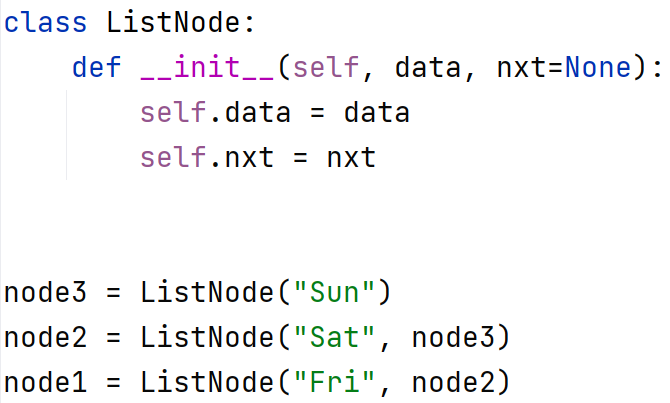 class ListNode:
    def __init__(self, data, nxt=None):
        self.data = data
        self.nxt = nxt
node3 = ListNode("Sun")
node2 = ListNode("Sat", node3)
node1 = ListNode("Fri", node2)